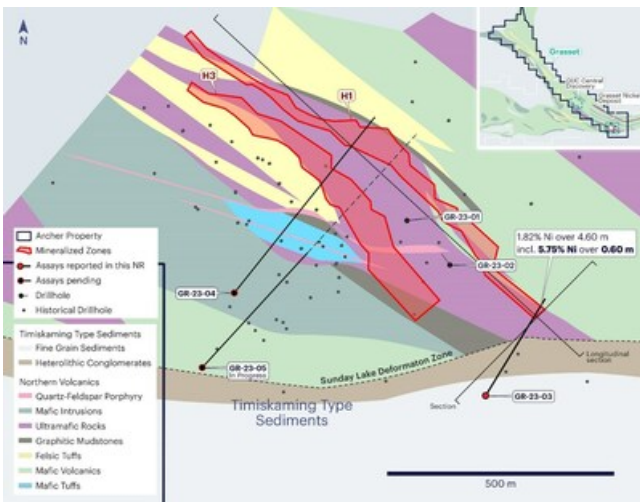 N
Grasset
GUC Central
Discovery
Grasset Nickel
Deposit
H3
H1
GR-23-01
1.82% Ni over 4.60 m
incl. 5.75% Ni over 0.60 m
GR-23-02
Archer Property
Mineralized Zones
Assays reported in this NR
Assays pending
Drillhole
Historical Drillhole
GR-23-04
Timiskaming Type Sediments
Fine Grain Sediments
Heterolithic Conglomerates
Northern Volcanics
Quartz-Feldspar Porphyry
Mafic Intrusions
Ultramafic Rocks
Graphitic Mudstones
Felsic Tuffs
Mafic Volcanics
Mafic Tuffs
GR-23-05
In Progress
Sunday Lake Deformaton Zone
Longitudinal
section
Section
GR-23-03
Timiskaming Type
Sediments
500 m